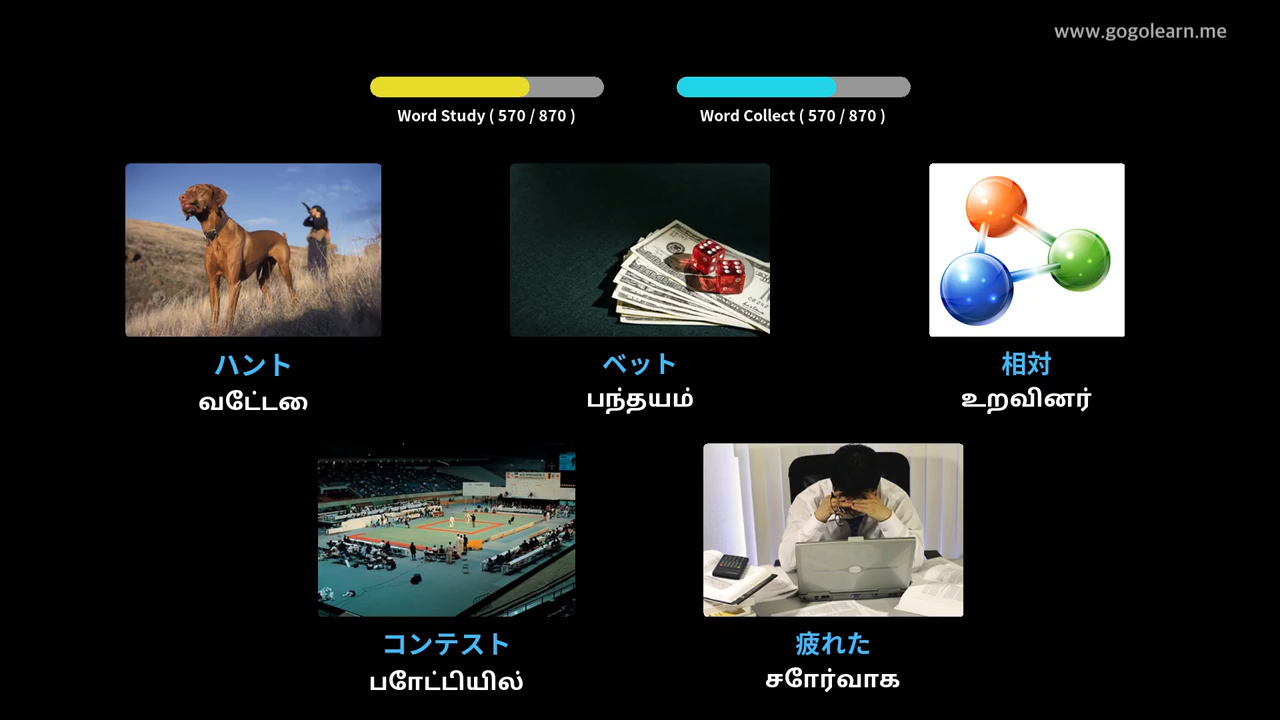 www.gogolearn.me
Word Study ( 570 / 870 )
Word Collect ( 570 / 870 )
ハント
வேட்டை
ベット
பந்தயம்
相対
உறவினர்
コンテスト
போட்டியில்
疲れた
சோர்வாக